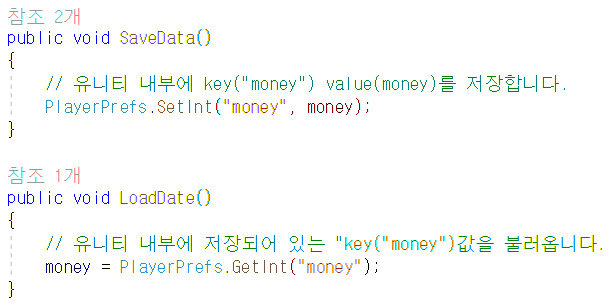 참조 2개
public void SaveData()
{
// 유니티 내부에 key("money") value(money)를 저장합니다.
PlayerPrefs.SetInt("money", money);
}
참조 1개
public void LoadDate()
{
// 유니티 내부에 저장되어 있는 "key("money")값을 불러옵니다.
money = PlayerPrefs.GetInt("money");
}